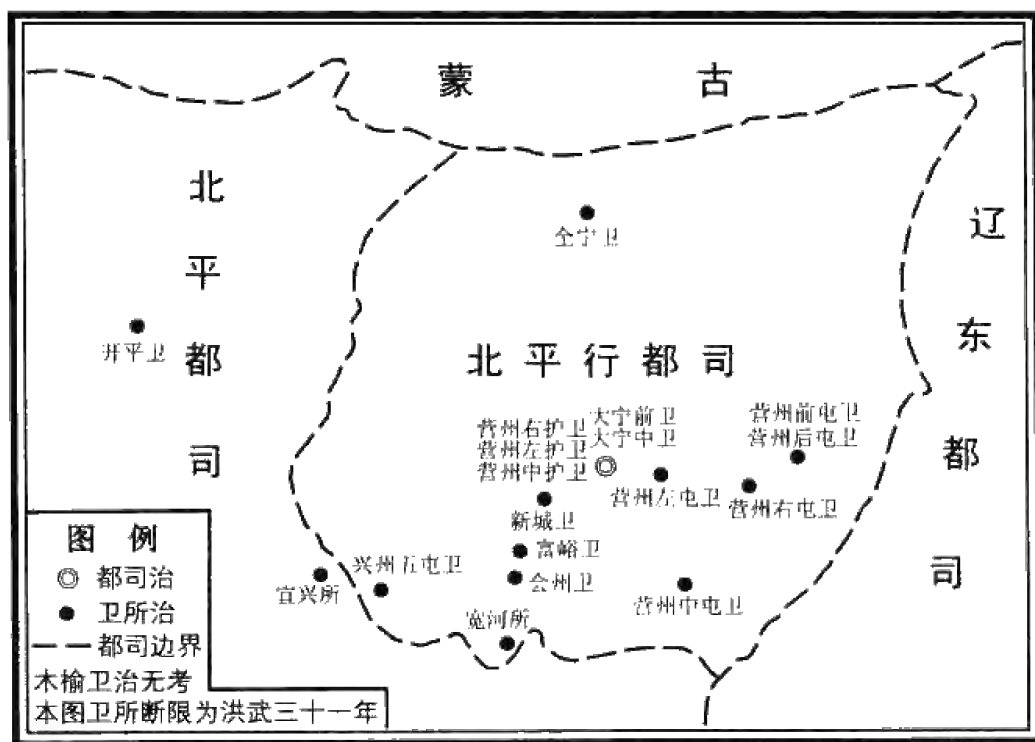 蒙古
北平都司
辽东都司
全宁卫
开平卫
北平行都司
营州右护卫
营州左护卫
营州中护卫
大宁前卫
大宁中卫
营州前屯卫
营州后屯卫
营州左屯卫
营州右屯卫
新城卫
富峪卫
会州卫
兴州五屯卫
宜兴所
宽河所
营州中屯卫
图例
都司治
卫所治
都司边界
木榆卫治无考
本图卫所断限为洪武三十一年